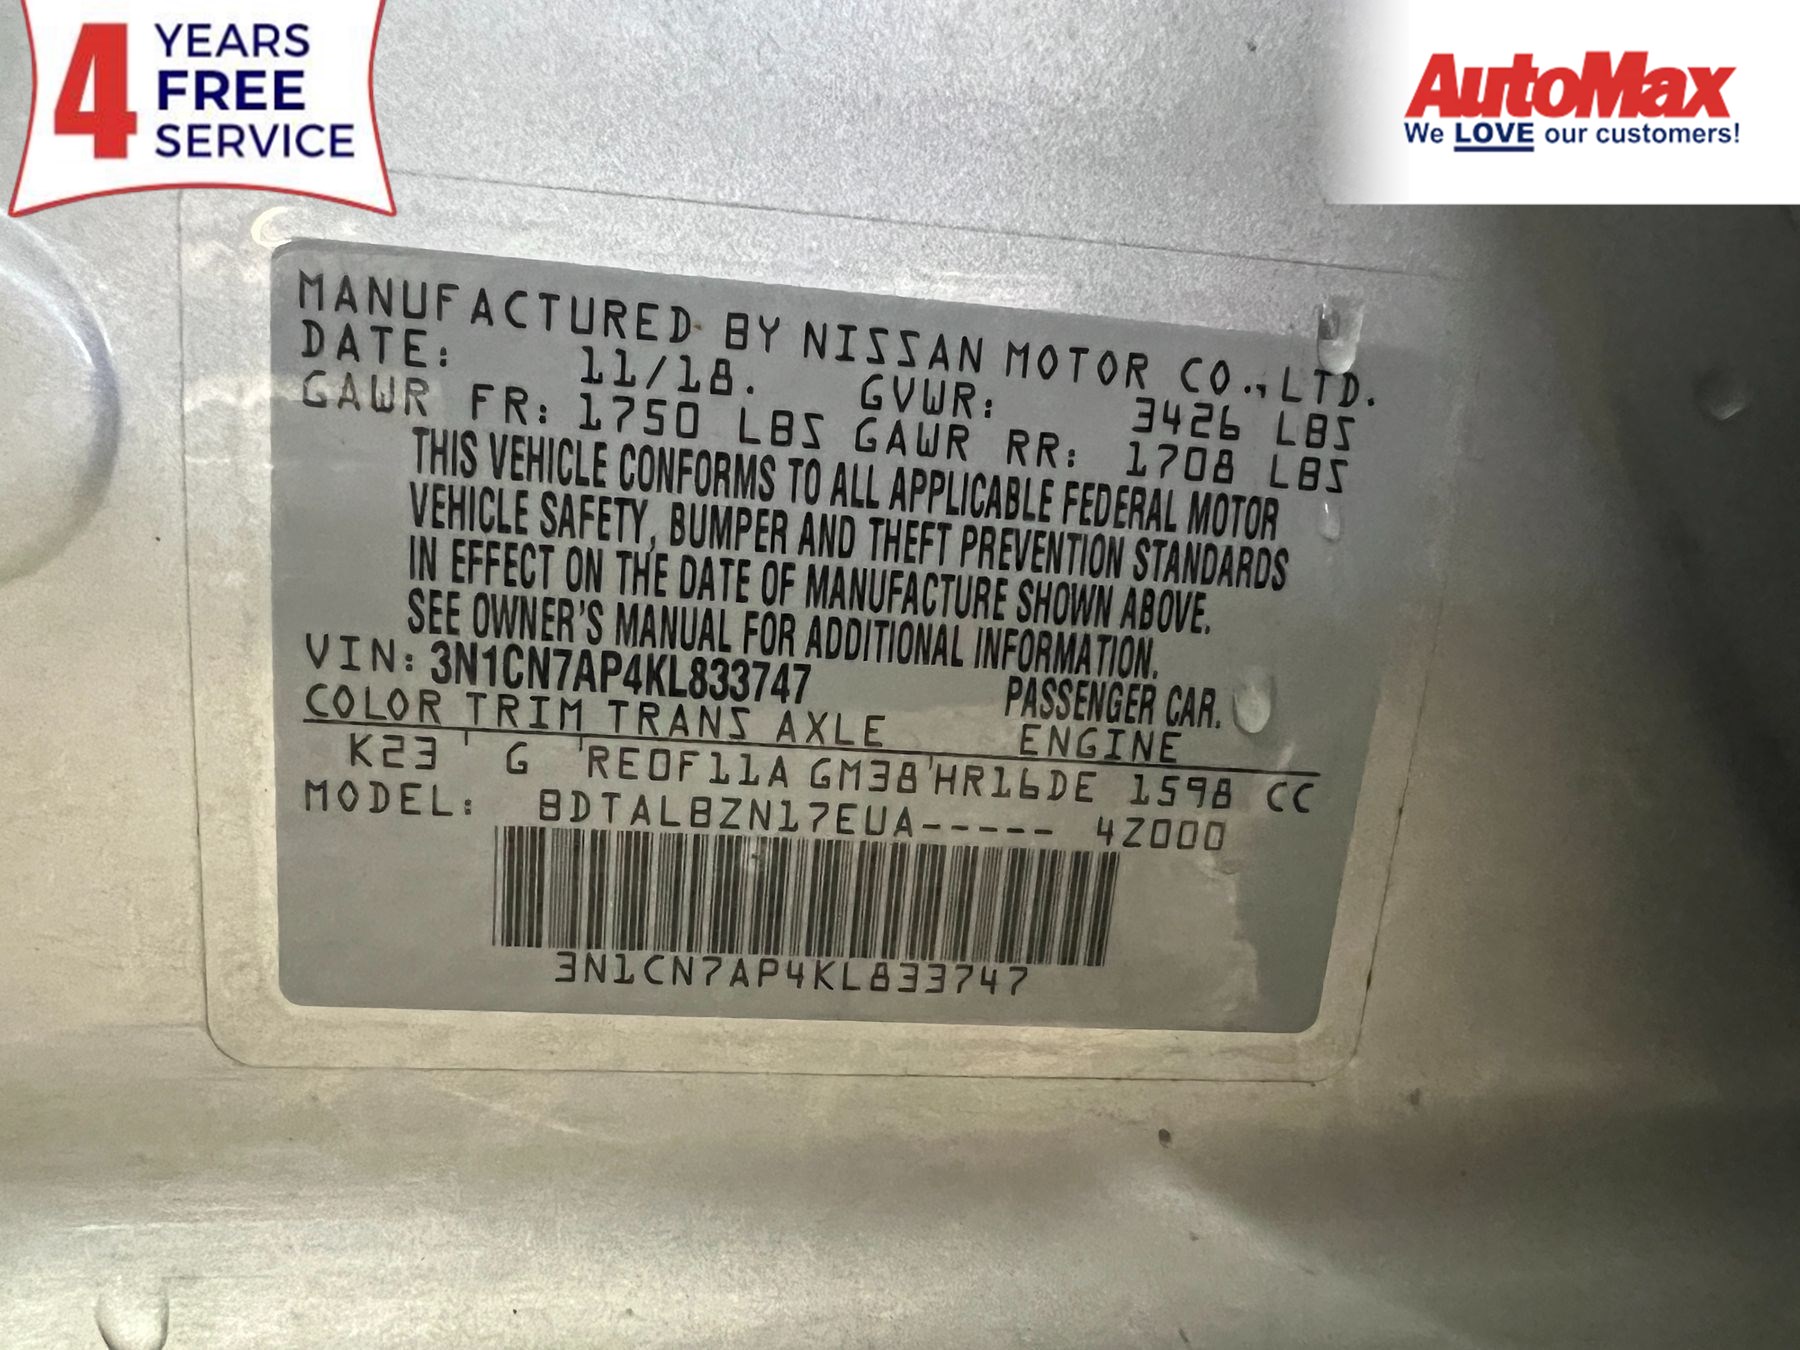 4 YEARS
FREE
SERVICE
AutoMax
We LOVE our customers!
MANUFACTURED BY NISSAN MOTOR CO., LTD.
DATE: 11/18. GVWR: 3426 LBS
GAWR FR: 1750 LBS GAWR RR: 1708 LBS
THIS VEHICLE CONFORMS TO ALL APPLICABLE FEDERAL MOTOR
VEHICLE SAFETY, BUMPER AND THEFT PREVENTION STANDARDS
IN EFFECT ON THE DATE OF MANUFACTURE SHOWN ABOVE.
SEE OWNER'S MANUAL FOR ADDITIONAL INFORMATION.
VIN: 3N1CN7AP4KL833747 PASSENGER CAR.
COLOR TRIM TRANS AXLE ENGINE
K23 G RE0F11A GM38 HR16DE 1598 CC
MODEL: BDTALBZN17EUA----- 4Z000
3N1CN7AP4KL833747